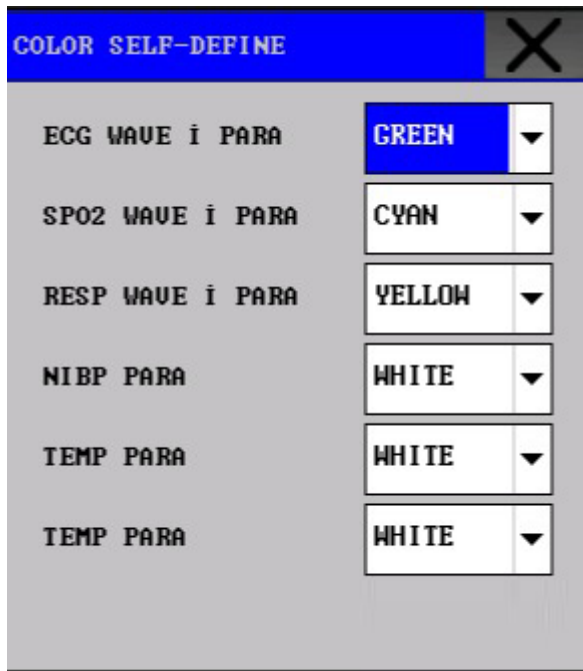 COLOR SELF-DEFINE
ECG WAVE İ PARA GREEN
SPO2 WAVE İ PARA CYAN
RESP WAVE İ PARA YELLOW
NIBP PARA WHITE
TEMP PARA WHITE
TEMP PARA WHITE